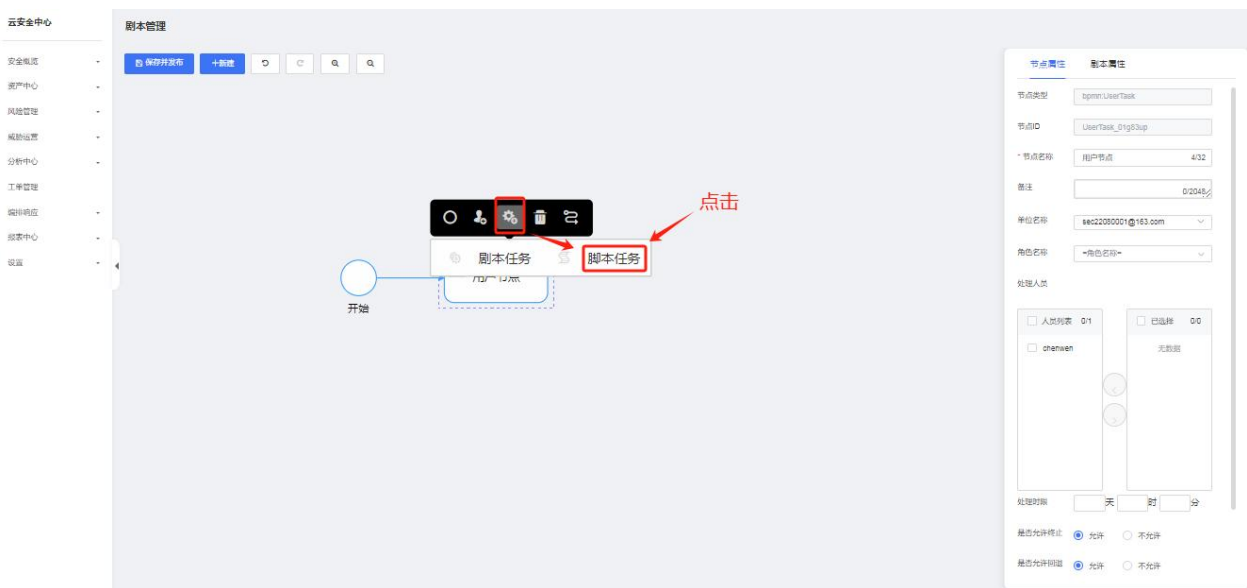 云安全中心
剧本管理
安全概览
资产中心
风险管理
威胁运营
分析中心
工单管理
编排响应
报表中心
设置
保存并发布
+新建
点击
剧本任务
脚本任务
用户节点
开始
节点属性
剧本属性
节点类型
bpmn:UserTask
节点ID
UserTask_01g83up
* 节点名称
用户节点
4/32
备注
0/2048
单位名称
sec22080001@163.com
角色名称
=角色名称=
处理人员
人员列表 0/1
已选择 0/0
chenwen
无数据
处理时限
天
时
分
是否允许终止
允许
不允许
是否允许回退
允许
不允许